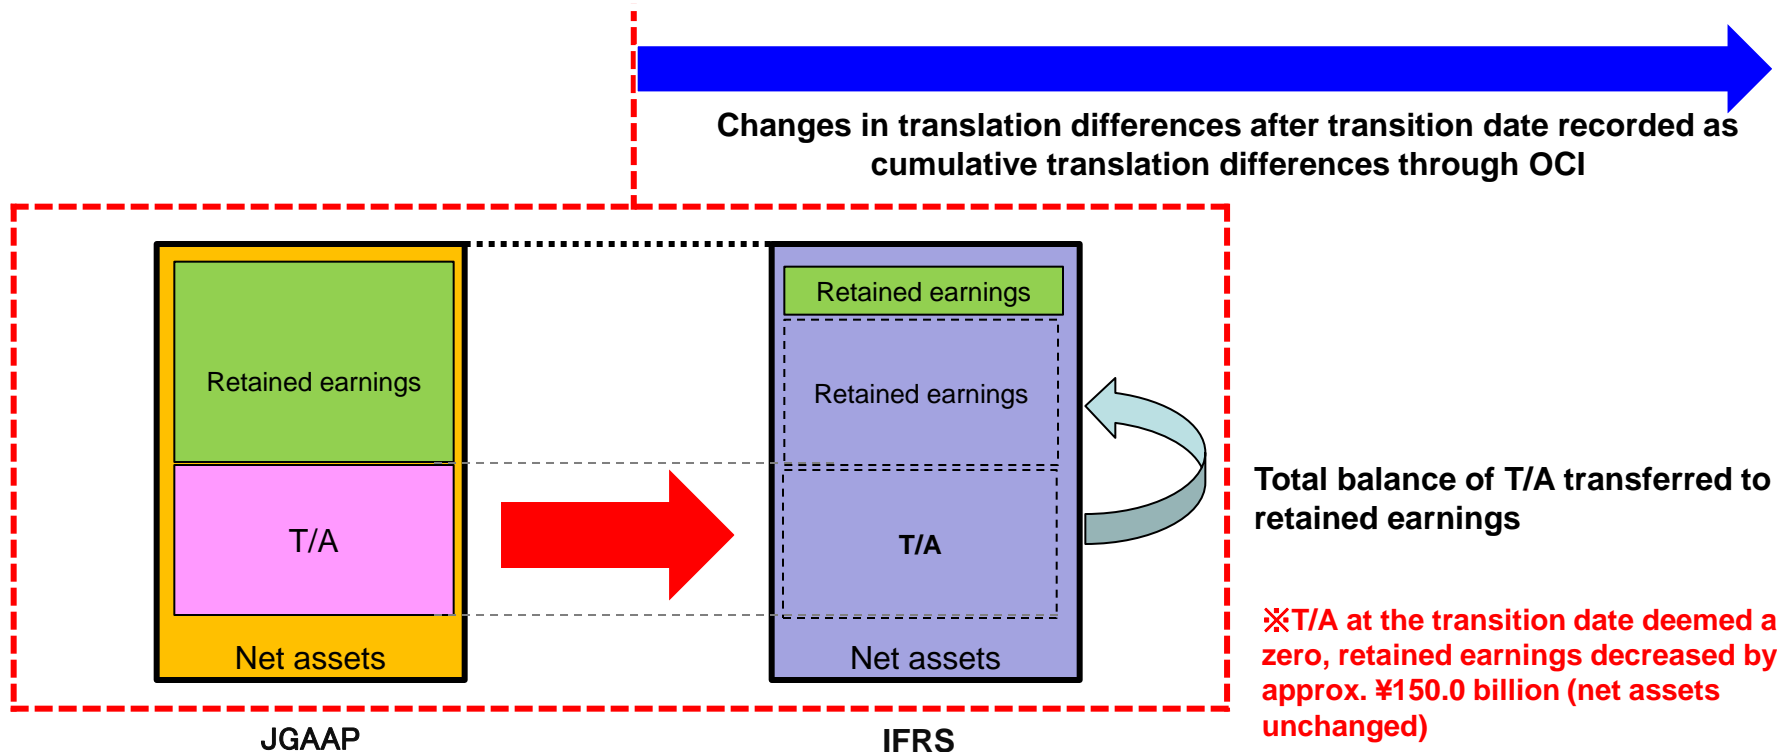 Changes in translation differences after transition date recorded as
cumulative translation differences through OCI
Retained earnings
T/A
Net assets
JGAAP
Retained earnings
Retained earnings
T/A
Net assets
IFRS
Total balance of T/A transferred to
retained earnings
※T/A at the transition date deemed a
zero, retained earnings decreased by
approx. ¥150.0 billion (net assets
unchanged)